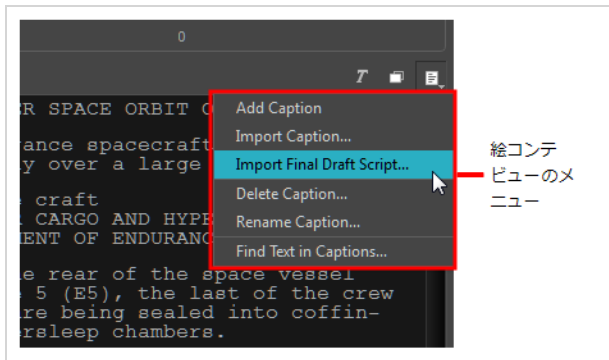 0
T
ER SPACE ORBIT
Add Caption
ance spacecraft
Import Caption...
y over a large
Import Final Draft Script...
craft
Delete Caption...
CARGO AND HYPE
Rename Caption...
MENT OF ENDURANC
Find Text in Captions...
e rear of the space vessel
5 (E5), the last of the crew
re being sealed into coffin-
ersleep chambers.
絵コンテ
ビューのメ
ニュー